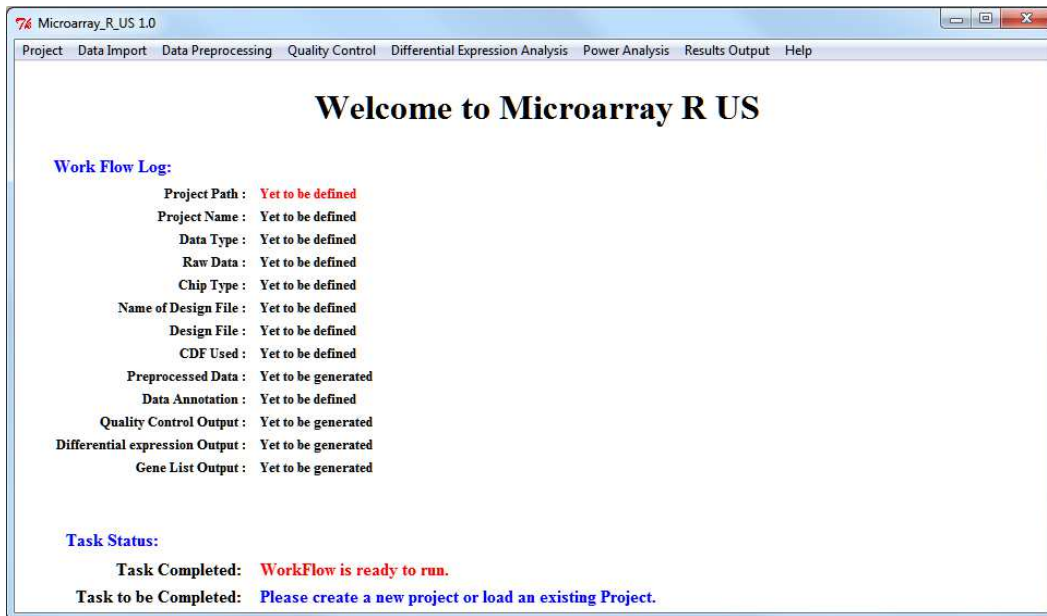 Microarray_R_US 1.0
Project Data Import Data Preprocessing Quality Control Differential Expression Analysis Power Analysis Results Output Help
Welcome to Microarray R US
Work Flow Log:
Project Path : Yet to be defined
Project Name : Yet to be defined
Data Type : Yet to be defined
Raw Data : Yet to be defined
Chip Type : Yet to be defined
Name of Design File : Yet to be defined
Design File : Yet to be defined
CDF Used : Yet to be defined
Preprocessed Data : Yet to be generated
Data Annotation : Yet to be defined
Quality Control Output : Yet to be generated
Differential expression Output : Yet to be generated
Gene List Output : Yet to be generated
Task Status:
Task Completed: WorkFlow is ready to run.
Task to be Completed: Please create a new project or load an existing Project.